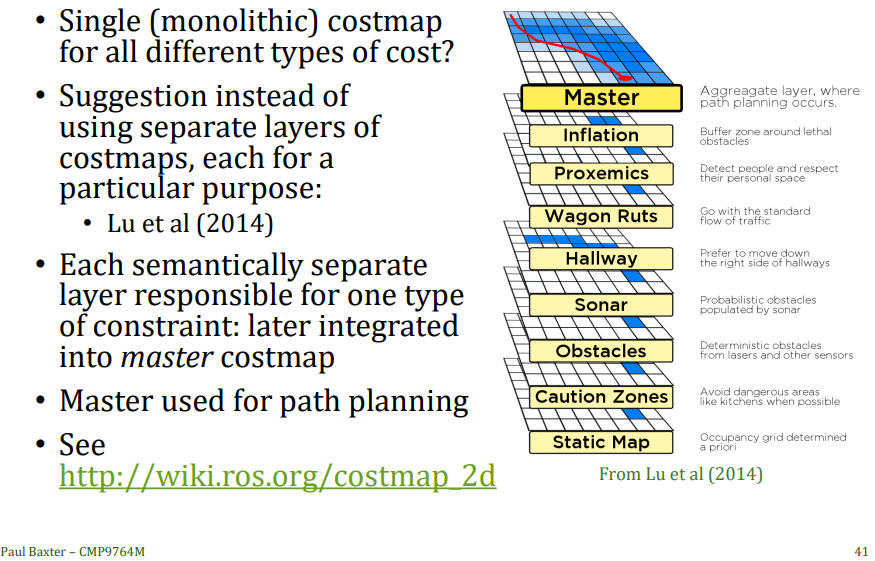 • Single (monolithic) costmap
for all different types of cost?
• Suggestion instead of
using separate layers of
costmaps, each for a
particular purpose:
• Lu et al (2014)
• Each semantically separate
layer responsible for one type
of constraint: later integrated
into master costmap
• Master used for path planning
• See
http://wiki.ros.org/costmap_2d
Master
Aggreagate layer, where
path planning occurs.
Inflation
Buffer zone around lethal
obstacles
Proxemics
Detect people and respect
their personal space
Wagon Ruts
Go with the standard
flow of traffic
Hallway
Prefer to move down
the right side of hallways
Sonar
Probabilistic obstacles
populated by sonar
Obstacles
Deterministic obstacles
from lasers and other sensors
Caution Zones
Avoid dangerous areas
like kitchens when possible
Static Map
Occupancy grid determined
a priori
From Lu et al (2014)
Paul Baxter – CMP9764M
41